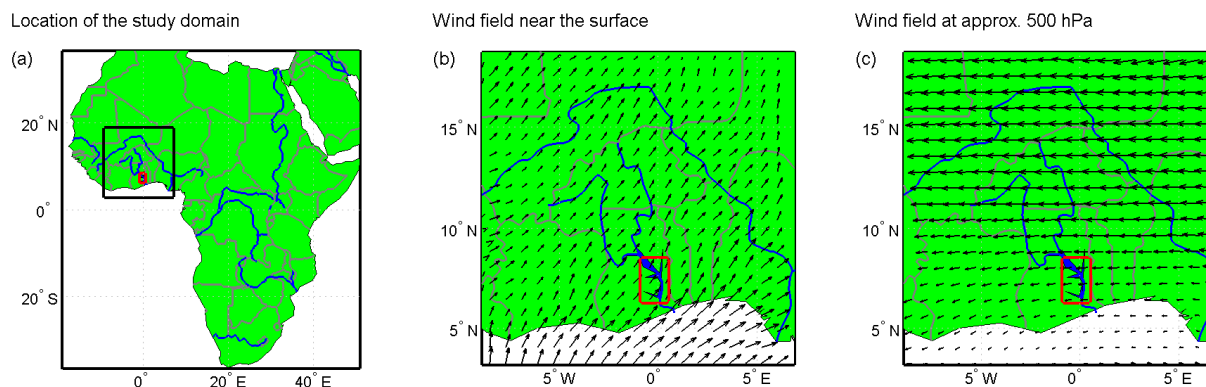 Location of the study domain
Wind field near the surface
Wind field at approx. 500 hPa
(a)
(b)
(c)
20° N
0°
20° S
0°
20° E
40° E
15° N
10° N
5° N
5° W
0°
5° E
15° N
10° N
5° N
5° W
0°
5° E